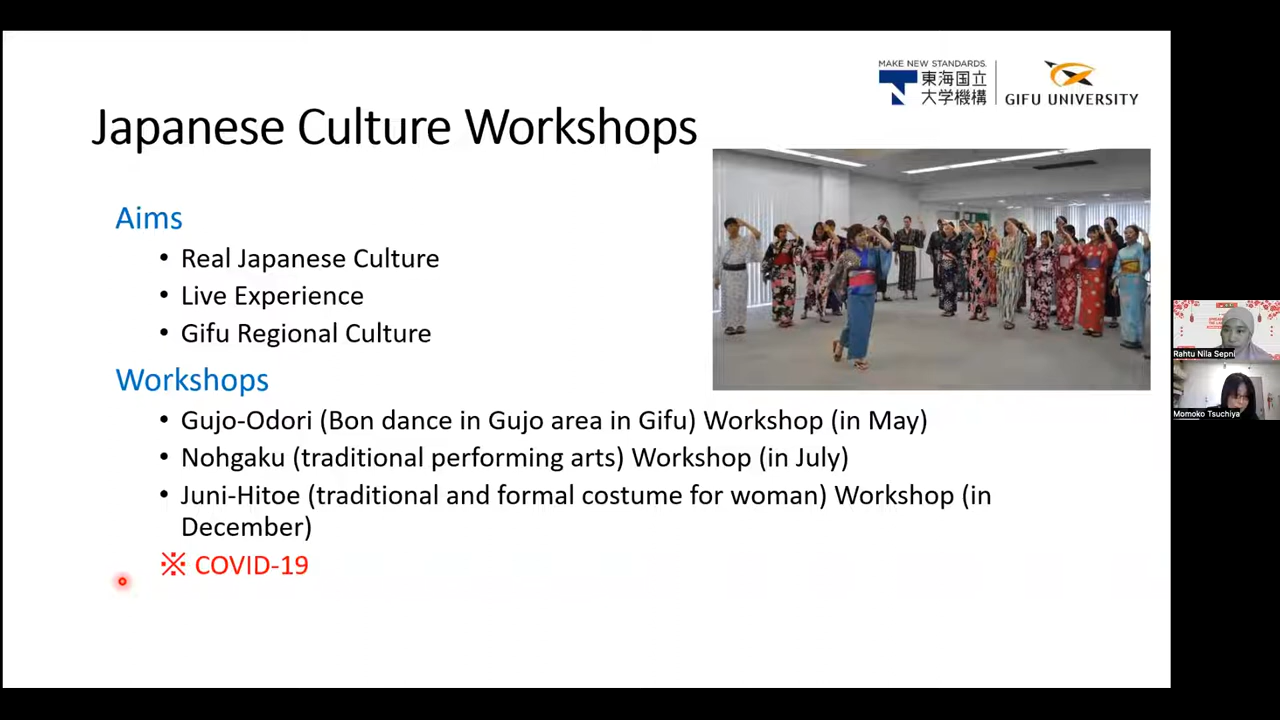 MAKE NEW STANDARDS.
東海国立
大学機構
GIFU UNIVERSITY
Japanese Culture Workshops
Aims
• Real Japanese Culture
• Live Experience
• Gifu Regional Culture
Workshops
• Gujo-Odori (Bon dance in Gujo area in Gifu) Workshop (in May)
• Nohgaku (traditional performing arts) Workshop (in July)
• Juni-Hitoe (traditional and formal costume for woman) Workshop (in
December)
※ COVID-19
Rahtu Nila Sepni
Momoko Tsuchiya